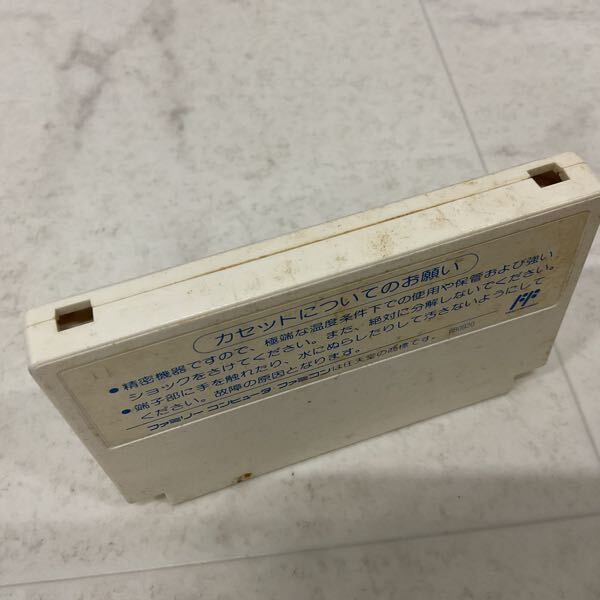 カセットについてのお願い
●精密機器ですので、極端な温度条件下での使用や保管および強い
ショックをさけてください。また、絶対に分解しないでください。
●端子部に手を触れたり、水にぬらしたりして汚さないようにして
ください。故障の原因となります。
ファミリーコンピュータ ファミコンは任天堂の商標です。